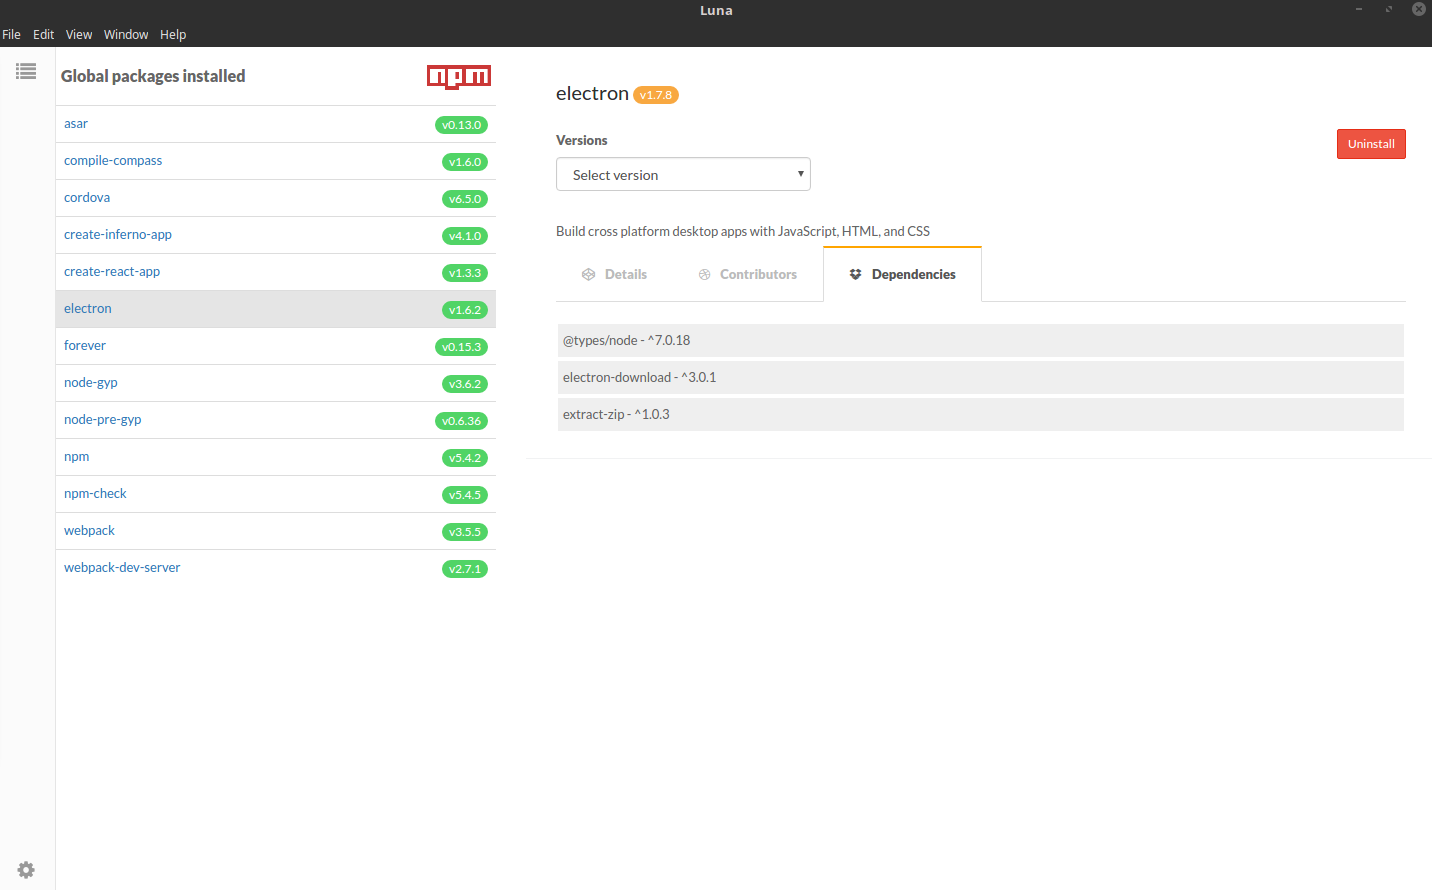 Luna
File Edit View Window Help
Global packages installed
npm
asar v0.13.0
compile-compass v1.6.0
cordova v6.5.0
create-inferno-app v4.1.0
create-react-app v1.3.3
electron v1.6.2
forever v0.15.3
node-gyp v3.6.2
node-pre-gyp v0.6.36
npm v5.4.2
npm-check v5.4.5
webpack v3.5.5
webpack-dev-server v2.7.1
electron v1.7.8
Versions
Uninstall
Select version
Build cross platform desktop apps with JavaScript, HTML, and CSS
Details Contributors Dependencies
@types/node - ^7.0.18
electron-download - ^3.0.1
extract-zip - ^1.0.3